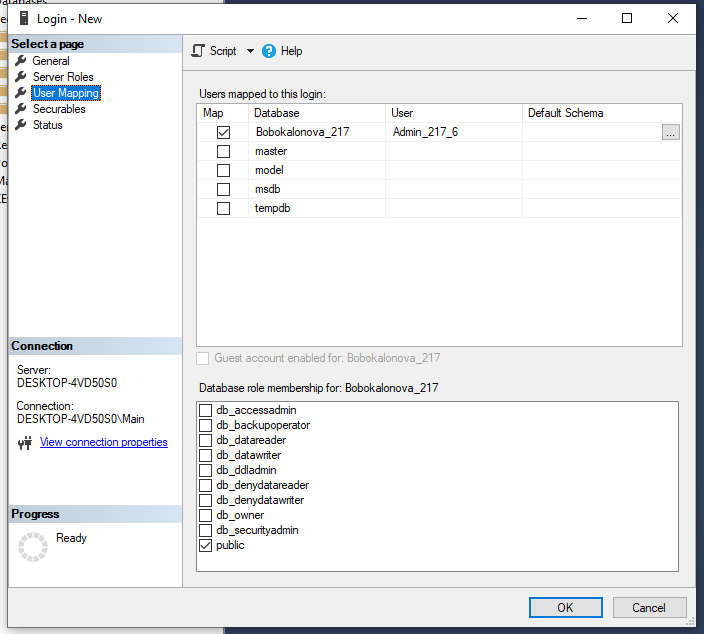 Login - New
Select a page
General
Server Roles
User Mapping
Securables
Status
Connection
Server:
DESKTOP-4VD50S0
Connection:
DESKTOP-4VD50S0\Main
View connection properties
Progress
Ready
Script Help
Users mapped to this login:
Map Database User Default Schema
Bobokalonova_217 Admin_217_6 ...
master
model
msdb
tempdb
Guest account enabled for: Bobokalonova_217
Database role membership for: Bobokalonova_217
db_accessadmin
db_backupoperator
db_datareader
db_datawriter
db_ddladmin
db_denydatareader
db_denydatawriter
db_owner
db_securityadmin
public
OK Cancel